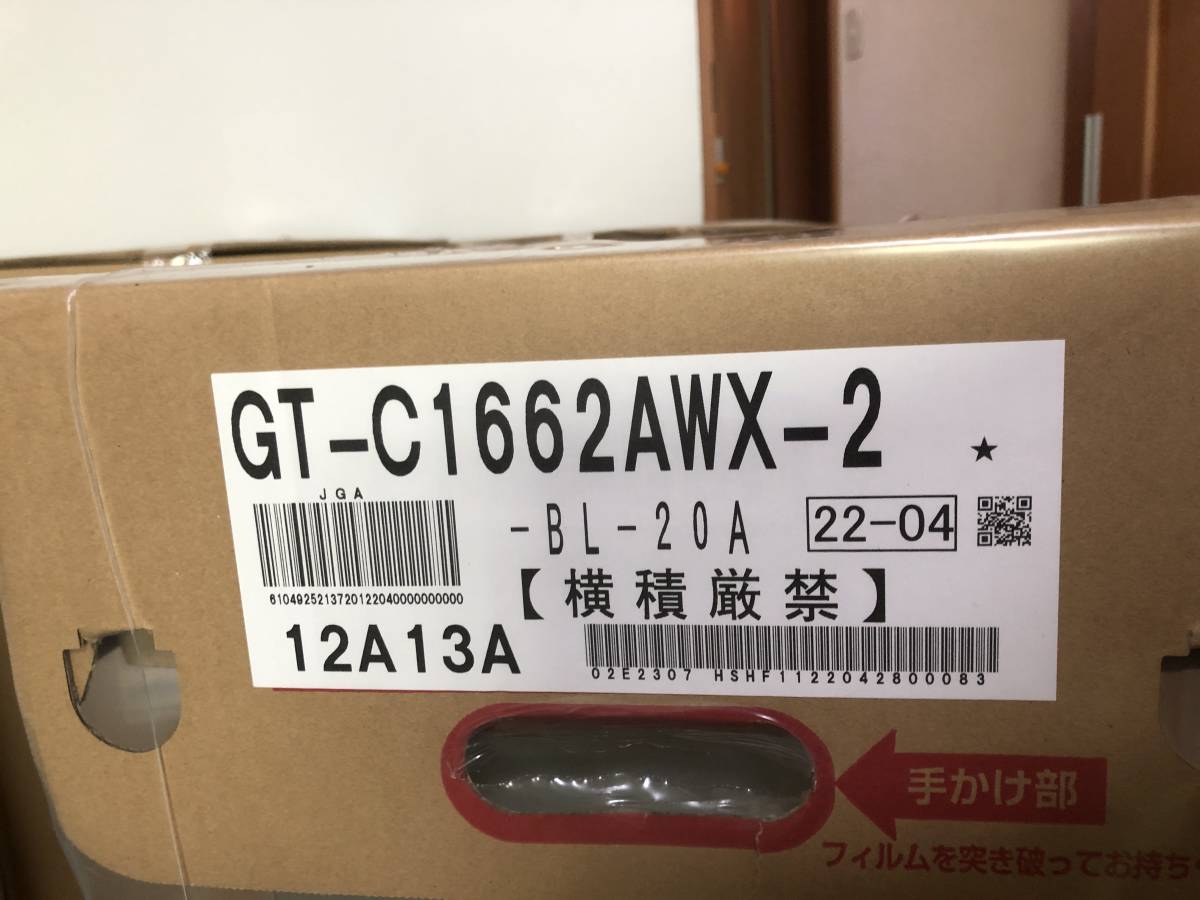 GT-C1662AWX-2 ★
JGA
-BL-20A 22-04
6104925213720122040000000000
【横積厳禁】
12A13A
02E2307 HSHF1122042800083
手かけ部
フィルムを突き破ってお持ち